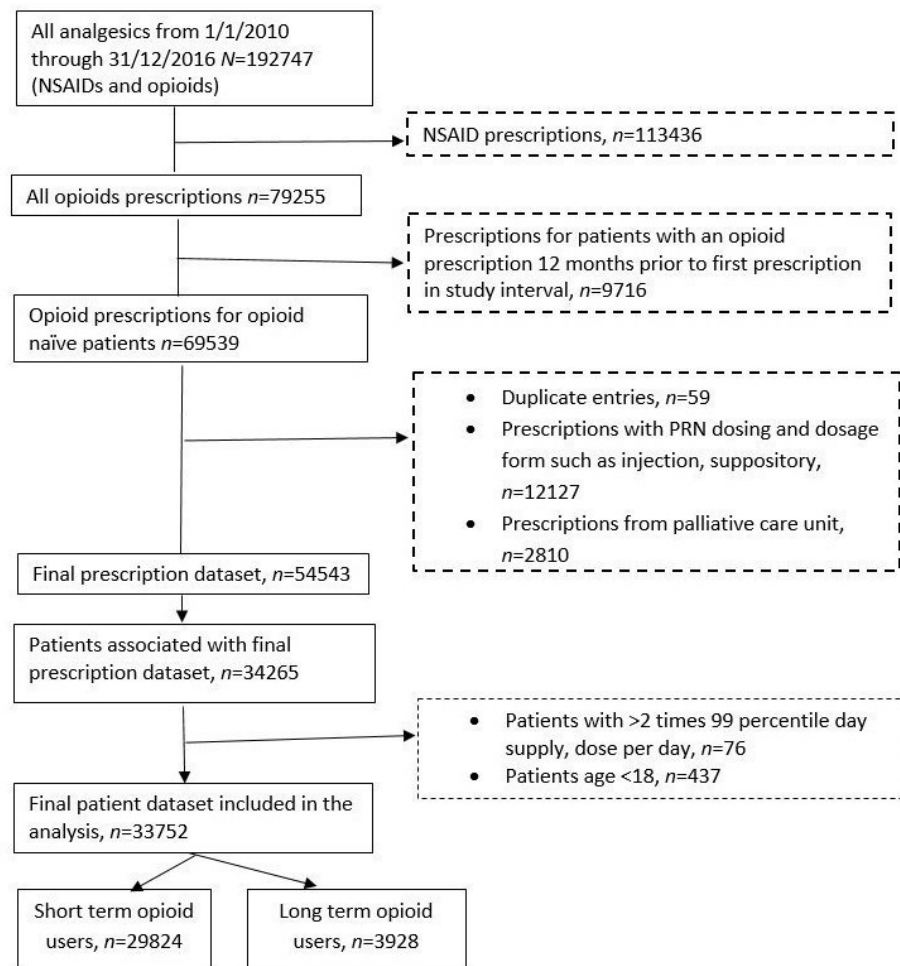 All analgesics from 1/1/2010
through 31/12/2016 N=192747
(NSAIDs and opioids)
NSAID prescriptions, n=113436
All opioids prescriptions n=79255
Prescriptions for patients with an opioid
prescription 12 months prior to first prescription
in study interval, n=9716
Opioid prescriptions for opioid
naïve patients n=69539
• Duplicate entries, n=59
• Prescriptions with PRN dosing and dosage
form such as injection, suppository,
n=12127
• Prescriptions from palliative care unit,
n=2810
Final prescription dataset, n=54543
Patients associated with final
prescription dataset, n=34265
• Patients with >2 times 99 percentile day
supply, dose per day, n=76
• Patients age <18, n=437
Final patient dataset included in the
analysis, n=33752
Short term opioid
users, n=29824
Long term opioid
users, n=3928